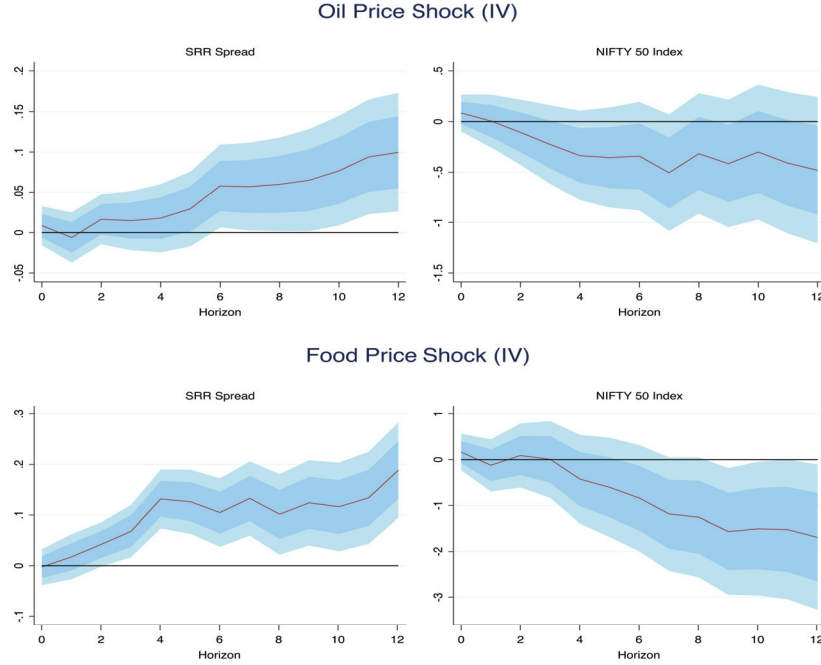 Oil Price Shock (IV)
SRR Spread
.2
.15
.1
.05
0
-.05
0 2 4 6 8 10 12
Horizon
NIFTY 50 Index
.5
0
-.5
-1
-1.5
0 2 4 6 8 10 12
Horizon
Food Price Shock (IV)
SRR Spread
.3
.2
.1
0
-.1
0 2 4 6 8 10 12
Horizon
NIFTY 50 Index
1
0
-1
-2
-3
0 2 4 6 8 10 12
Horizon